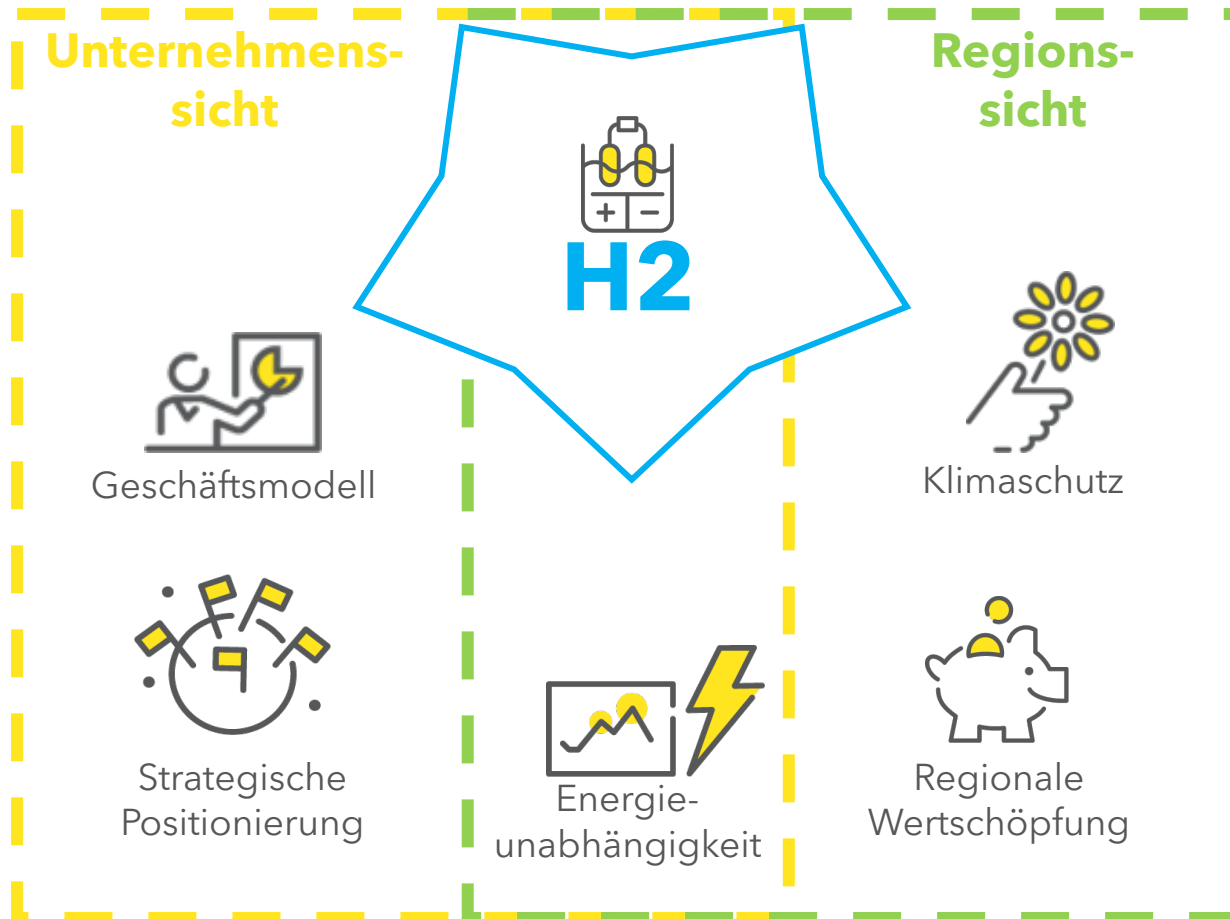 Unternehmens-
sicht
Regions-
sicht
+ −
H2
Geschäftsmodell
Klimaschutz
Strategische
Positionierung
Energie-
unabhängigkeit
Regionale
Wertschöpfung